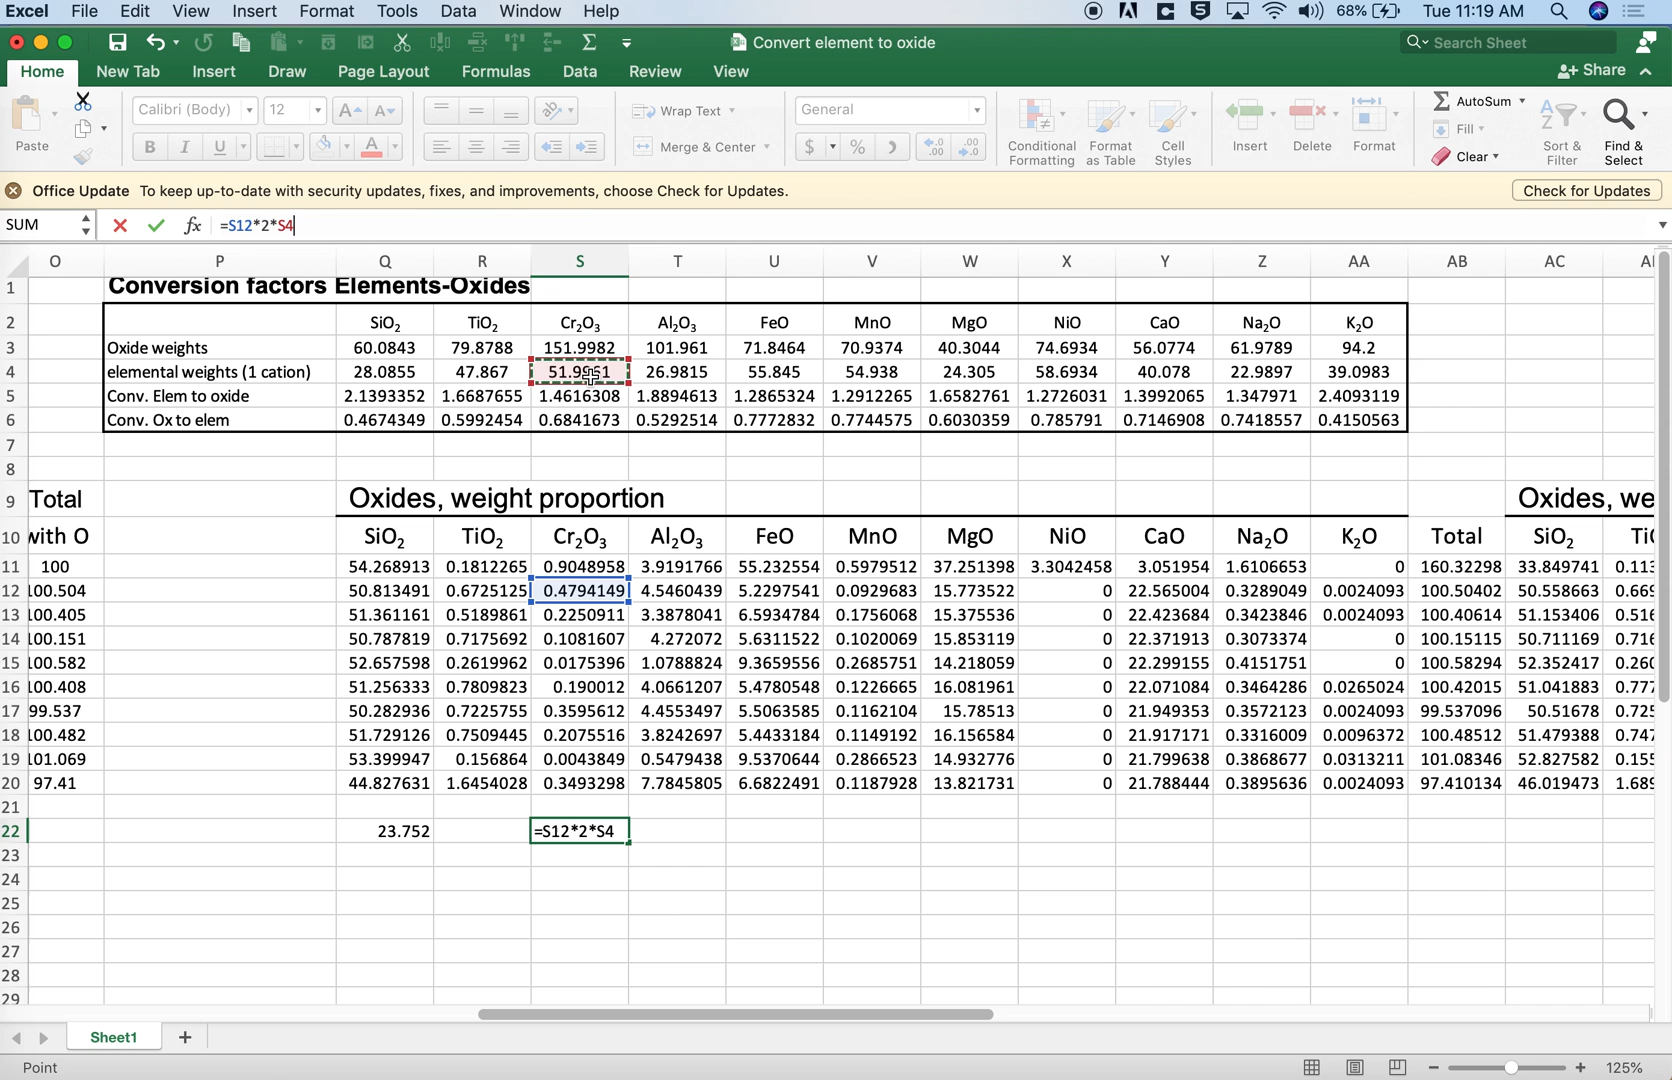 Excel File Edit View Insert Format Tools Data Window Help 68% Tue 11:19 AM
Convert element to oxide Search Sheet
Home New Tab Insert Draw Page Layout Formulas Data Review View Share
Calibri (Body) 12 A A Wrap Text General AutoSum
Fill
Paste B I U A Merge & Center $ % Conditional Formatting Format as Table Cell Styles Insert Delete Format Clear Sort & Filter Find & Select
Office Update To keep up-to-date with security updates, fixes, and improvements, choose Check for Updates. Check for Updates
SUM fx =S12*2*S4
O P Q R S T U V W X Y Z AA AB AC
1 Conversion factors Elements-Oxides
2 SiO₂ TiO₂ Cr₂O₃ Al₂O₃ FeO MnO MgO NiO CaO Na₂O K₂O
3 Oxide weights 60.0843 79.8788 151.9982 101.961 71.8464 70.9374 40.3044 74.6934 56.0774 61.9789 94.2
4 elemental weights (1 cation) 28.0855 47.867 51.9961 26.9815 55.845 54.938 24.305 58.6934 40.078 22.9897 39.0983
5 Conv. Elem to oxide 2.1393352 1.6687655 1.4616308 1.8894613 1.2865324 1.2912265 1.6582761 1.2726031 1.3992065 1.347971 2.4093119
6 Conv. Ox to elem 0.4674349 0.5992454 0.6841673 0.5292514 0.7772832 0.7744575 0.6030359 0.785791 0.7146908 0.7418557 0.4150563
7
8
9 Total Oxides, weight proportion Oxides, we
10 with O SiO₂ TiO₂ Cr₂O₃ Al₂O₃ FeO MnO MgO NiO CaO Na₂O K₂O Total SiO₂ Ti
11 100 54.268913 0.1812265 0.9048958 3.9191766 55.232554 0.5979512 37.251398 3.3042458 3.051954 1.6106653 0 160.32298 33.849741 0.113
12 100.504 50.813491 0.6725125 0.4794149 4.5460439 5.2297541 0.0929683 15.773522 0 22.565004 0.3289049 0.0024093 100.50402 50.558663 0.669
13 100.405 51.361161 0.5189861 0.2250911 3.3878041 6.5934784 0.1756068 15.375536 0 22.423684 0.3423846 0.0024093 100.40614 51.153406 0.516
14 100.151 50.787819 0.7175692 0.1081607 4.272072 5.6311522 0.1020069 15.853119 0 22.371913 0.3073374 0 100.15115 50.711169 0.716
15 100.582 52.657598 0.2619962 0.0175396 1.0788824 9.3659556 0.2685751 14.218059 0 22.299155 0.4151751 0 100.58294 52.352417 0.260
16 100.408 51.256333 0.7809823 0.190012 4.0661207 5.4780548 0.1226665 16.081961 0 22.071084 0.3464286 0.0265024 100.42015 51.041883 0.777
17 99.537 50.282936 0.7225755 0.3595612 4.4553497 5.5063585 0.1162104 15.78513 0 21.949353 0.3572123 0.0024093 99.537096 50.51678 0.725
18 100.482 51.729126 0.7509445 0.2075516 3.8242697 5.4433184 0.1149192 16.156584 0 21.917171 0.3316009 0.0096372 100.48512 51.479388 0.747
19 101.069 53.399947 0.156864 0.0043849 0.5479438 9.5370644 0.2866523 14.932776 0 21.799638 0.3868677 0.0313211 101.08346 52.827582 0.155
20 97.41 44.827631 1.6454028 0.3493298 7.7845805 6.6822491 0.1187928 13.821731 0 21.788444 0.3895636 0.0024093 97.410134 46.019473 1.689
21
22 23.752 =S12*2*S4
23
24
25
26
27
28
29
Sheet1 +
Point 125%